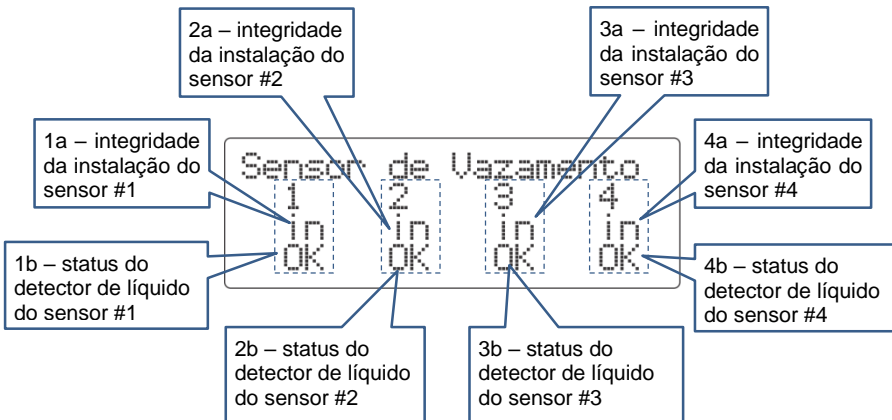 2a – integridade
da instalação do
sensor #2
3a – integridade
da instalação do
sensor #3
1a – integridade
da instalação do
sensor #1
4a – integridade
da instalação do
sensor #4
Sensor de Vazamento
1 2 3 4
in in in in
OK OK OK OK
1b – status do
detector de líquido
do sensor #1
4b – status do
detector de líquido
do sensor #4
2b – status do
detector de líquido
do sensor #2
3b – status do
detector de líquido
do sensor #3